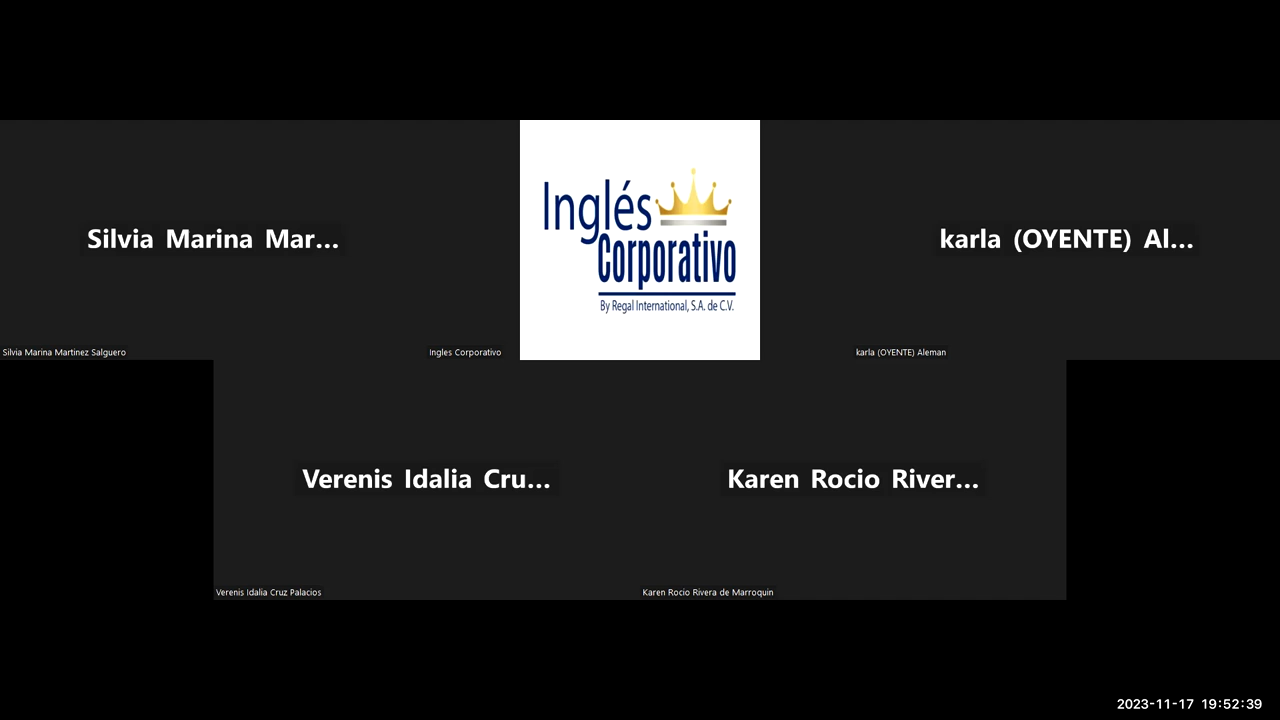 Silvia Marina Mar...
Inglés
Corporativo
By Regal International, S.A. de C.V.
karla (OYENTE) Al...
Silvia Marina Martinez Salguero
Ingles Corporativo
karla (OYENTE) Aleman
Verenis Idalia Cru...
Karen Rocio River...
Verenis Idalia Cruz Palacios
Karen Rocio Rivera de Marroquin
2023-11-17 19:52:39